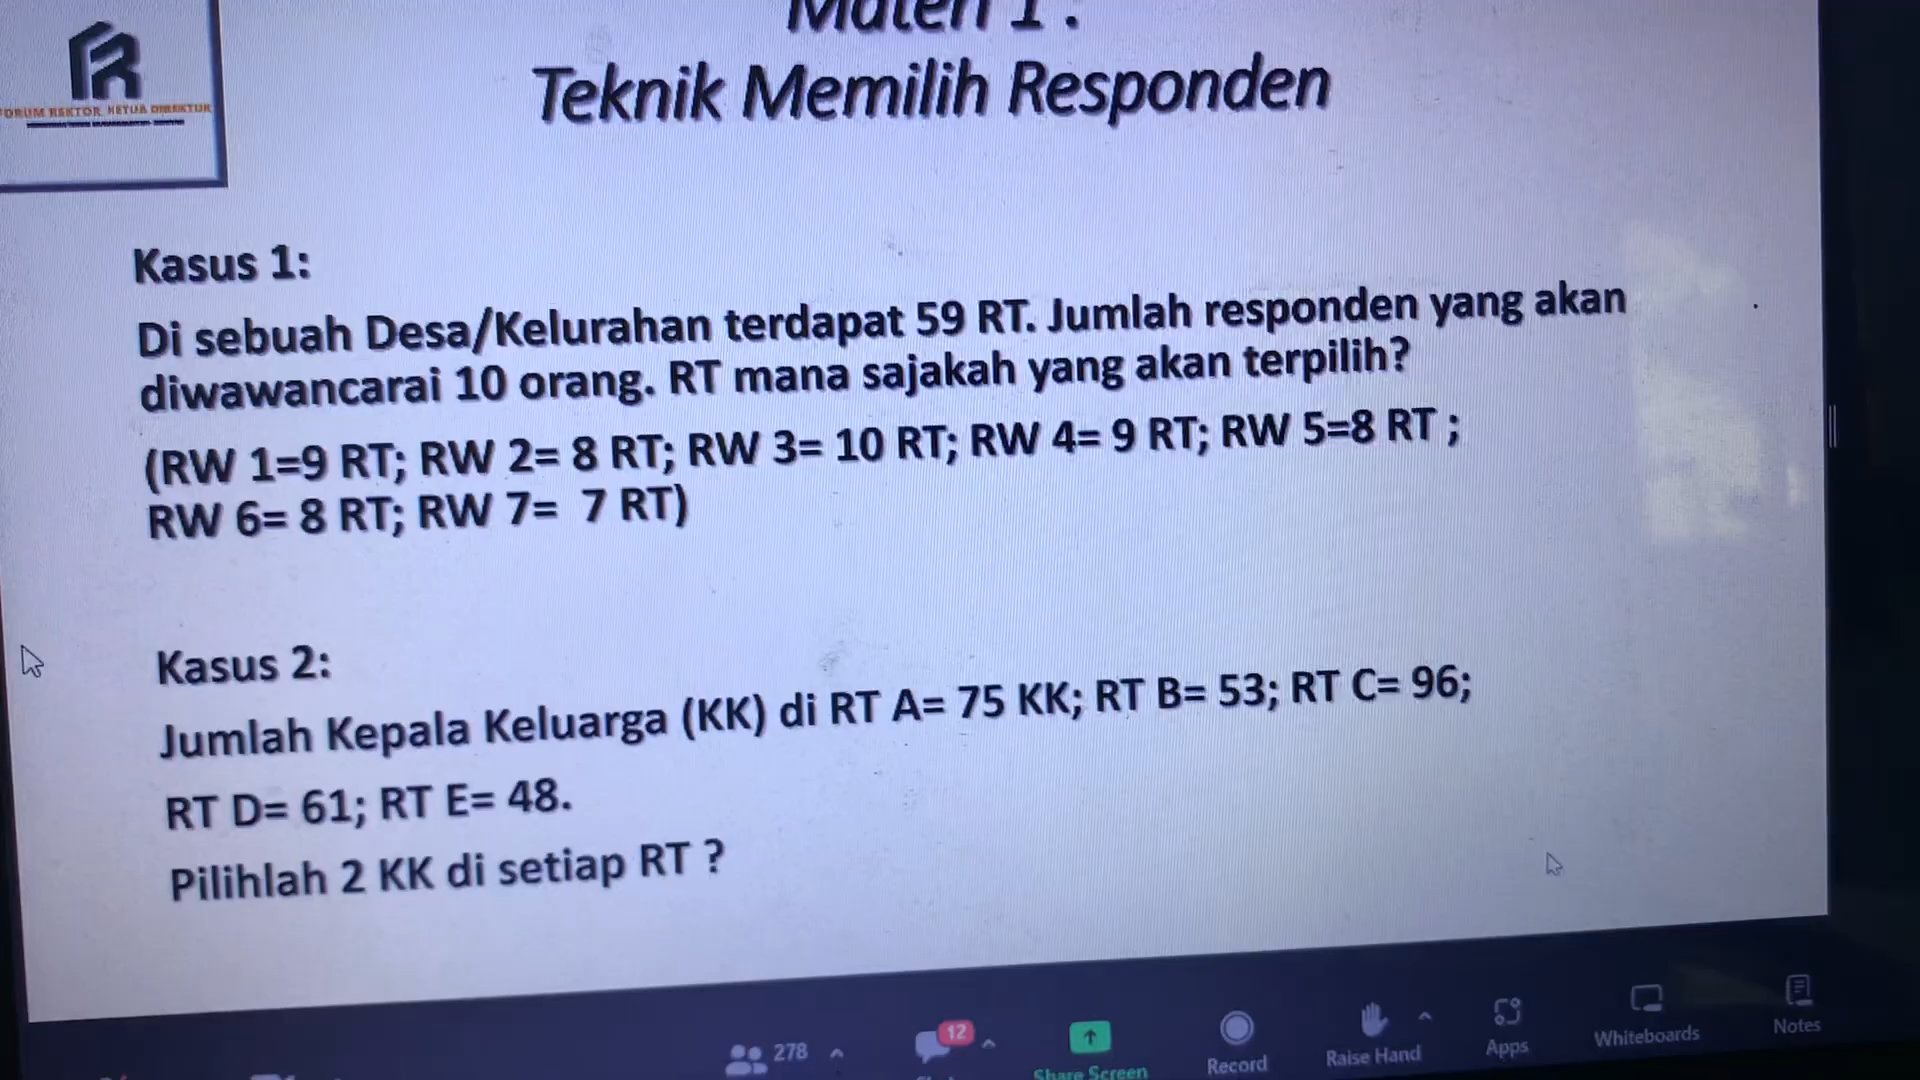 Materi 1 :
Teknik Memilih Responden
FORUM REKTOR KETUA DIREKTUR
Kasus 1:
Di sebuah Desa/Kelurahan terdapat 59 RT. Jumlah responden yang akan
diwawancarai 10 orang. RT mana sajakah yang akan terpilih?
(RW 1=9 RT; RW 2= 8 RT; RW 3= 10 RT; RW 4= 9 RT; RW 5=8 RT ;
RW 6= 8 RT; RW 7= 7 RT)
Kasus 2:
Jumlah Kepala Keluarga (KK) di RT A= 75 KK; RT B= 53; RT C= 96;
RT D= 61; RT E= 48.
Pilihlah 2 KK di setiap RT ?
278
12
Share Screen
Record
Raise Hand
Apps
Whiteboards
Notes